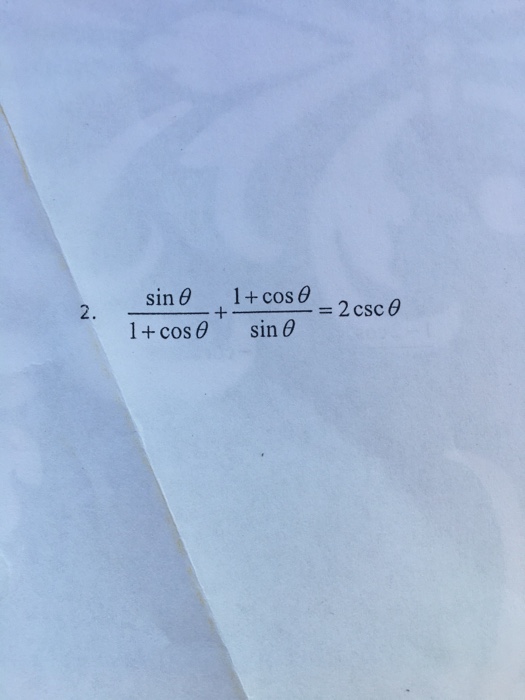 2. sin θ / 1 + cos θ + 1 + cos θ / sin θ = 2 csc θ